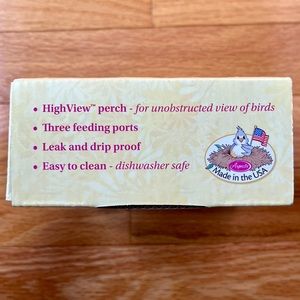 • HighView™ perch - for unobstructed view of birds
• Three feeding ports
• Leak and drip proof
• Easy to clean - dishwasher safe
Aspects
Made in the USA